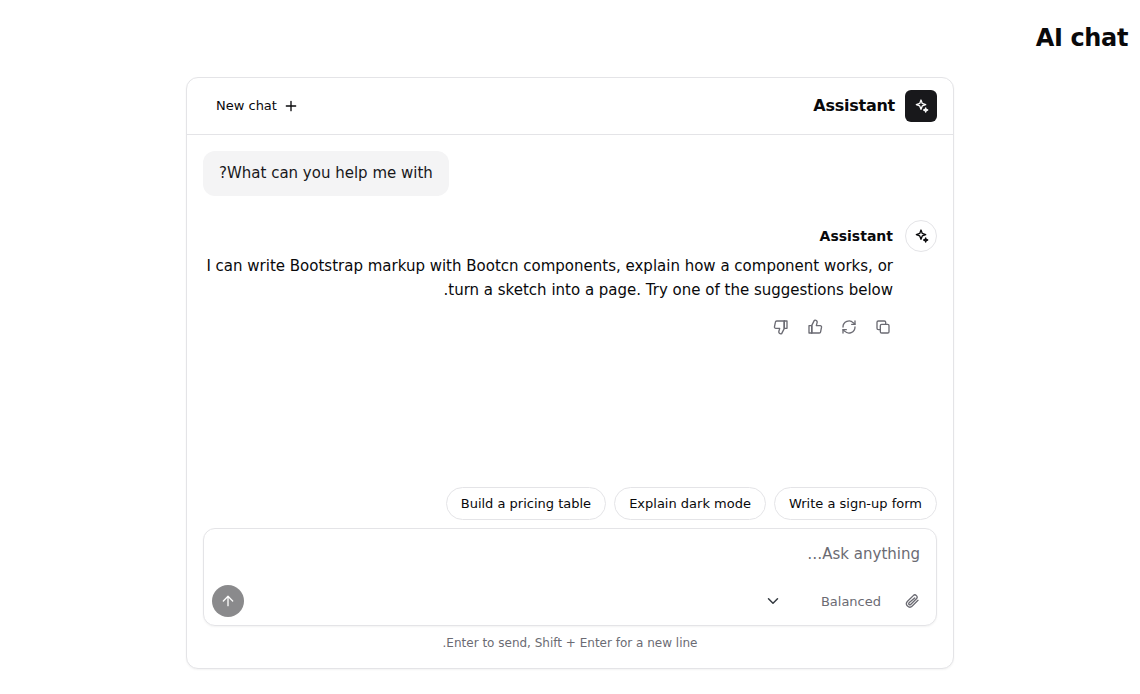 AI chat
Assistant
New chat
?What can you help me with
Assistant
I can write Bootstrap markup with Bootcn components, explain how a component works, or
.turn a sketch into a page. Try one of the suggestions below
Write a sign-up form
Explain dark mode
Build a pricing table
...Ask anything
Balanced
.Enter to send, Shift + Enter for a new line